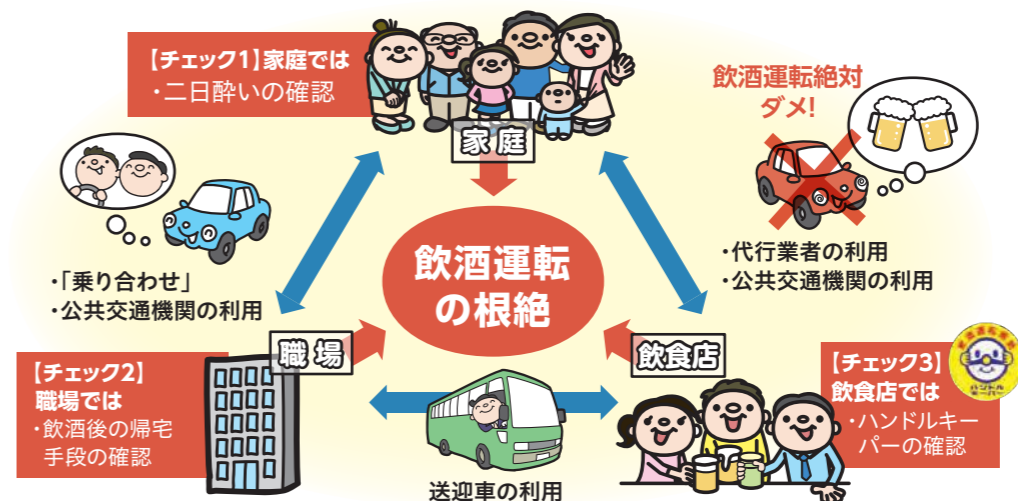 【チェック1】家庭では
・二日酔いの確認
家庭
飲酒運転絶対
ダメ!
・「乗り合わせ」
・公共交通機関の利用
・代行業者の利用
・公共交通機関の利用
飲酒運転
の根絶
職場
飲食店
【チェック2】
職場では
・飲酒後の帰宅
手段の確認
送迎車の利用
【チェック3】
飲食店では
・ハンドルキー
パーの確認
ハンドル
キーパー